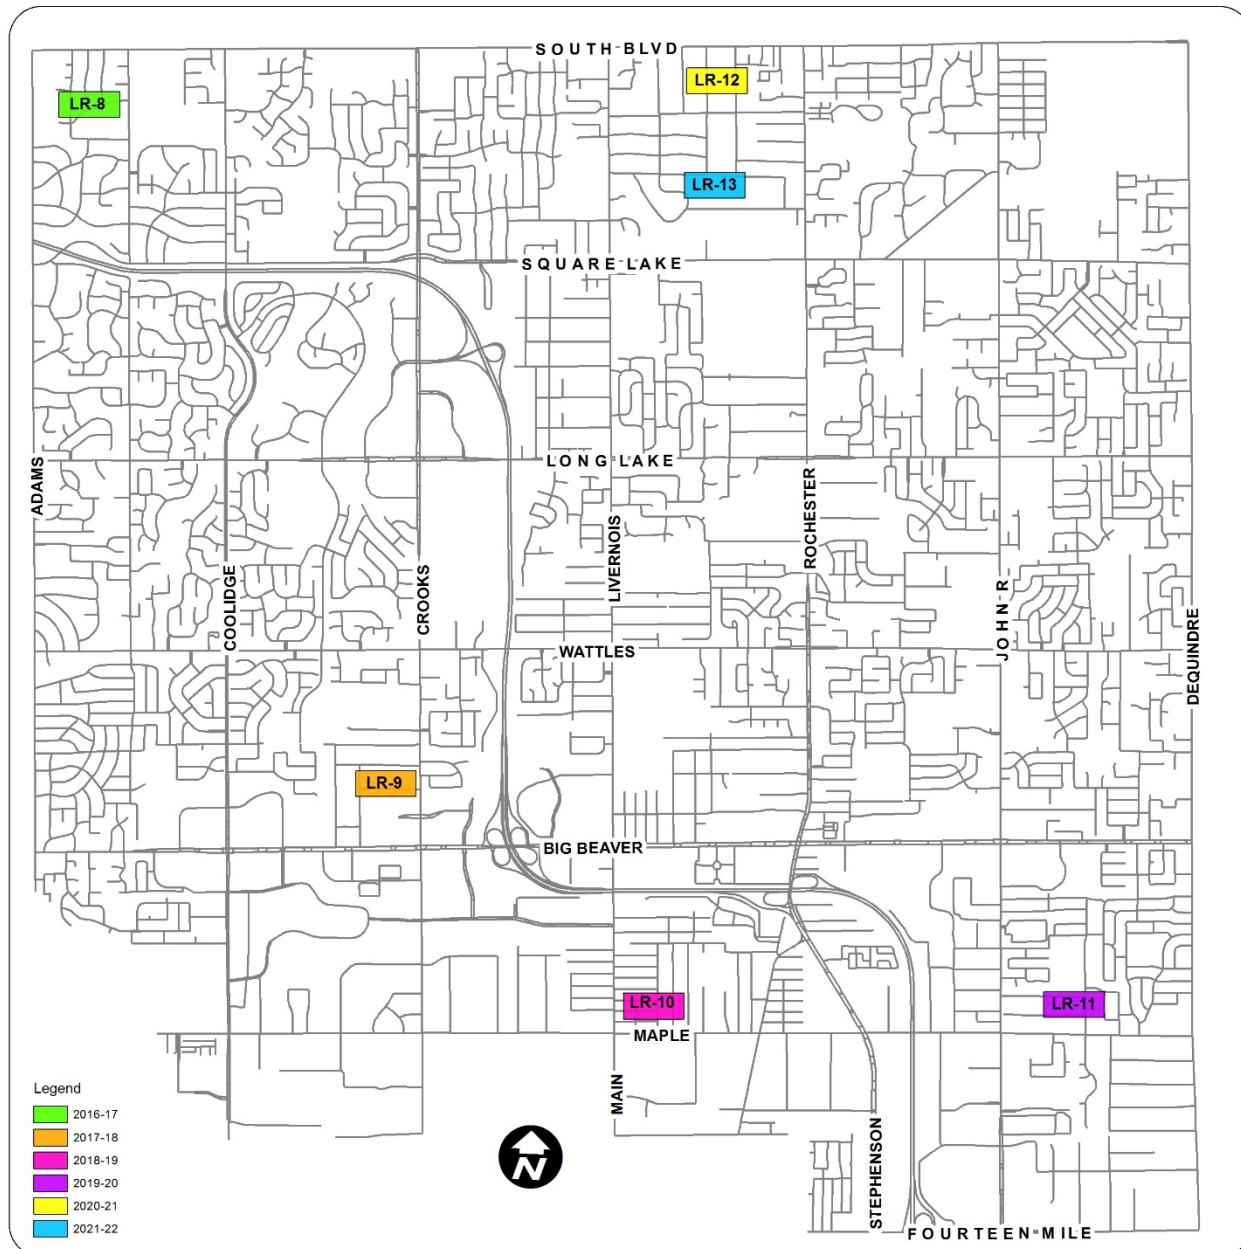 SOUTH BLVD
LR-12
LR-8
LR-13
SQUARE LAKE
LONG LAKE
ADAMS
ROCHESTER
LIVERNOIS
COOLIDGE
CROOKS
JOHN R
DEQUINDRE
WATTLES
LR-9
BIG BEAVER
LR-10
LR-11
MAPLE
MAIN
STEPHENSON
FOURTEEN MILE
N
Legend
2016-17
2017-18
2018-19
2019-20
2020-21
2021-22